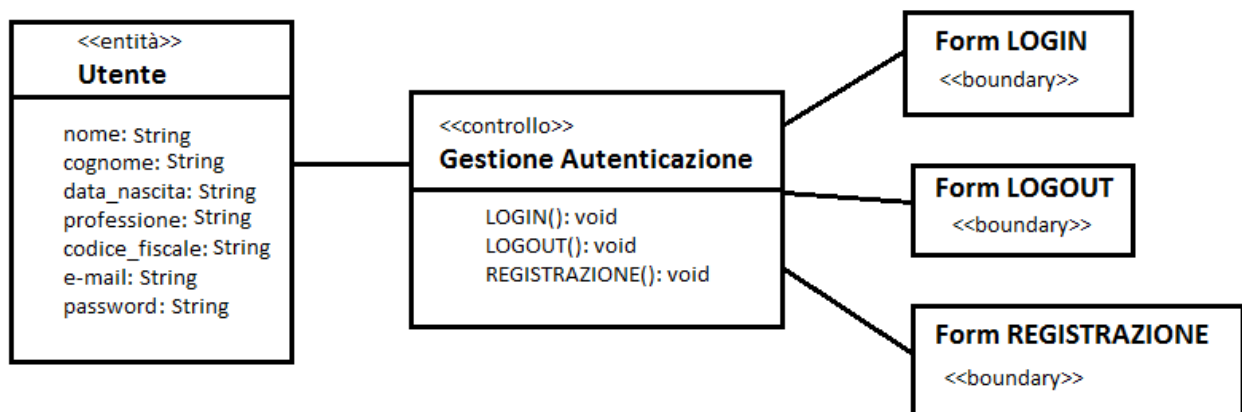 <<entità>>
Utente
nome: String
cognome: String
data_nascita: String
professione: String
codice_fiscale: String
e-mail: String
password: String
<<controllo>>
Gestione Autenticazione
LOGIN(): void
LOGOUT(): void
REGISTRAZIONE(): void
Form LOGIN
<<boundary>>
Form LOGOUT
<<boundary>>
Form REGISTRAZIONE
<<boundary>>